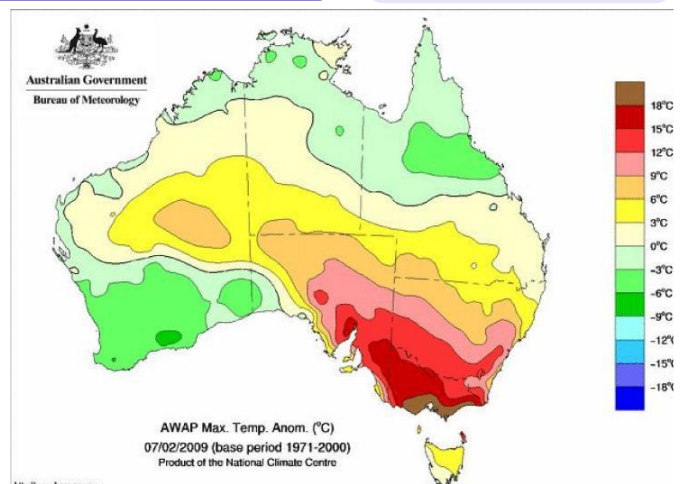 Australian Government
Bureau of Meteorology
18°C
15°C
12°C
9°C
6°C
3°C
0°C
-3°C
-6°C
-9°C
-12°C
-15°C
-18°C
AWAP Max. Temp. Anom. (°C)
07/02/2009 (base period 1971-2000)
Product of the National Climate Centre